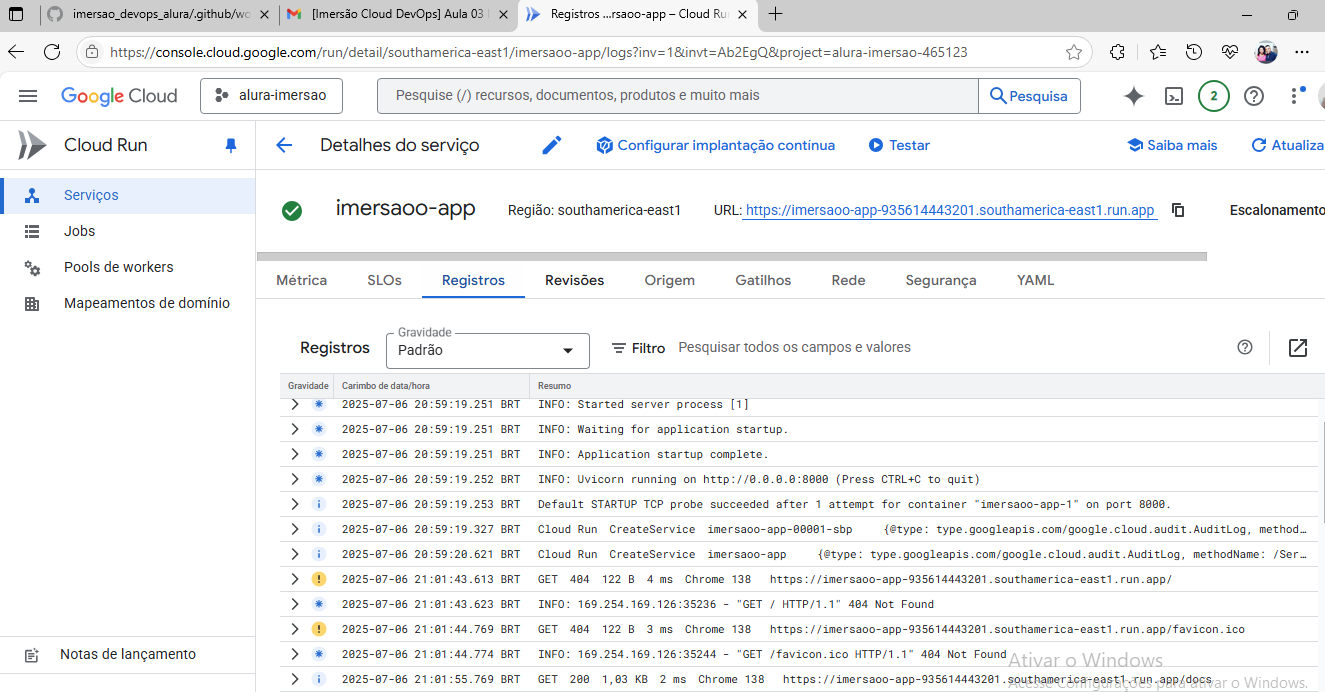 imersao_devops_alura/.github/wo
[Imersão Cloud DevOps] Aula 03
Registros ...rsaoo-app – Cloud Ru
https://console.cloud.google.com/run/detail/southamerica-east1/imersaoo-app/logs?inv=1&invt=Ab2EgQ&project=alura-imersao-465123
Google Cloud
alura-imersao
Pesquise (/) recursos, documentos, produtos e muito mais
Pesquisa
2
Cloud Run
Detalhes do serviço
Configurar implantação contínua
Testar
Saiba mais
Atualiza
Serviços
Jobs
Pools de workers
Mapeamentos de domínio
imersaoo-app
Região: southamerica-east1
URL: https://imersaoo-app-935614443201.southamerica-east1.run.app
Escalonamento
Métrica SLOs Registros Revisões Origem Gatilhos Rede Segurança YAML
Registros
Gravidade
Padrão
Filtro
Pesquisar todos os campos e valores
Gravidade Carimbo de data/hora Resumo
2025-07-06 20:59:19.251 BRT INFO: Started server process [1]
2025-07-06 20:59:19.251 BRT INFO: Waiting for application startup.
2025-07-06 20:59:19.251 BRT INFO: Application startup complete.
2025-07-06 20:59:19.252 BRT INFO: Uvicorn running on http://0.0.0.0:8000 (Press CTRL+C to quit)
2025-07-06 20:59:19.253 BRT Default STARTUP TCP probe succeeded after 1 attempt for container "imersaoo-app-1" on port 8000.
2025-07-06 20:59:19.327 BRT Cloud Run CreateService imersaoo-app-00001-sbp {@type: type.googleapis.com/google.cloud.audit.AuditLog, method…
2025-07-06 20:59:20.621 BRT Cloud Run CreateService imersaoo-app {@type: type.googleapis.com/google.cloud.audit.AuditLog, methodName: /Ser…
2025-07-06 21:01:43.613 BRT GET 404 122 B 4 ms Chrome 138 https://imersaoo-app-935614443201.southamerica-east1.run.app/
2025-07-06 21:01:43.623 BRT INFO: 169.254.169.126:35236 - "GET / HTTP/1.1" 404 Not Found
2025-07-06 21:01:44.769 BRT GET 404 122 B 3 ms Chrome 138 https://imersaoo-app-935614443201.southamerica-east1.run.app/favicon.ico
2025-07-06 21:01:44.774 BRT INFO: 169.254.169.126:35244 - "GET /favicon.ico HTTP/1.1" 404 Not Found
2025-07-06 21:01:55.769 BRT GET 200 1,03 KB 2 ms Chrome 138 https://imersaoo-app-935614443201.southamerica-east1.run.app/docs
Notas de lançamento
Ativar o Windows
Acesse Configurações para ativar o Windows.